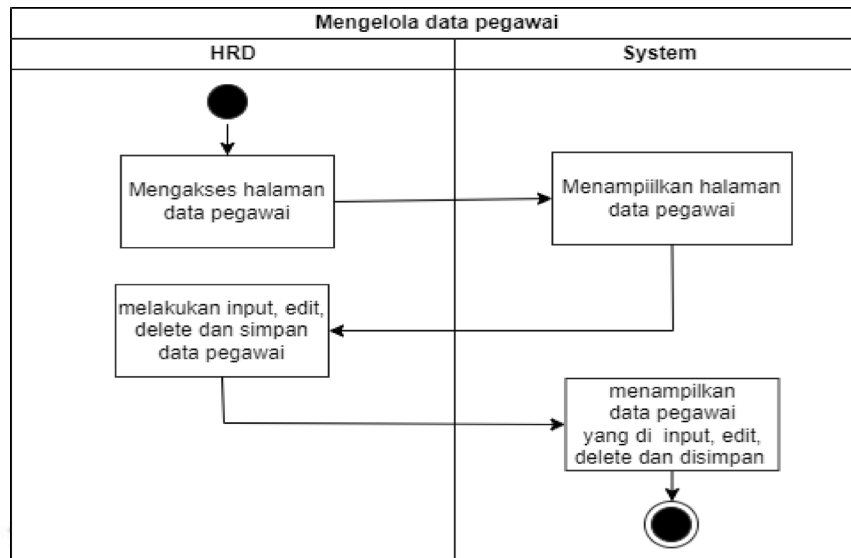 Mengelola data pegawai
HRD
System
Mengakses halaman
data pegawai
Menampiilkan halaman
data pegawai
melakukan input, edit,
delete dan simpan
data pegawai
menampilkan
data pegawai
yang di input, edit,
delete dan disimpan